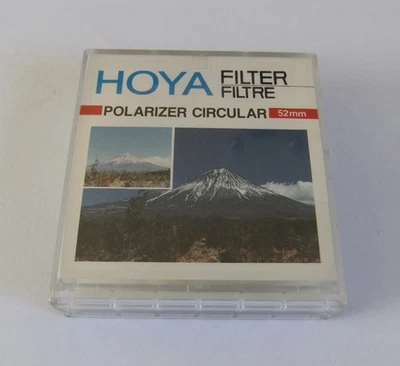 HOYA FILTER
FILTRE
POLARIZER CIRCULAR 52mm